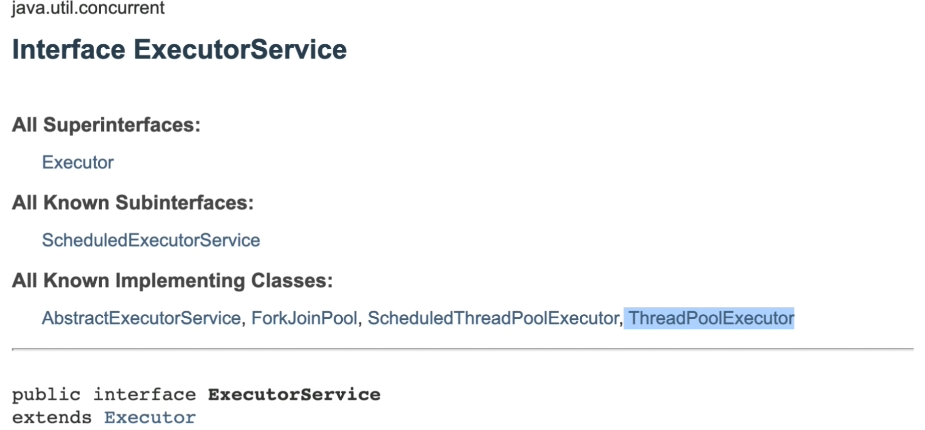 java.util.concurrent
Interface ExecutorService
All Superinterfaces:
Executor
All Known Subinterfaces:
ScheduledExecutorService
All Known Implementing Classes:
AbstractExecutorService, ForkJoinPool, ScheduledThreadPoolExecutor, ThreadPoolExecutor
public interface ExecutorService
extends Executor